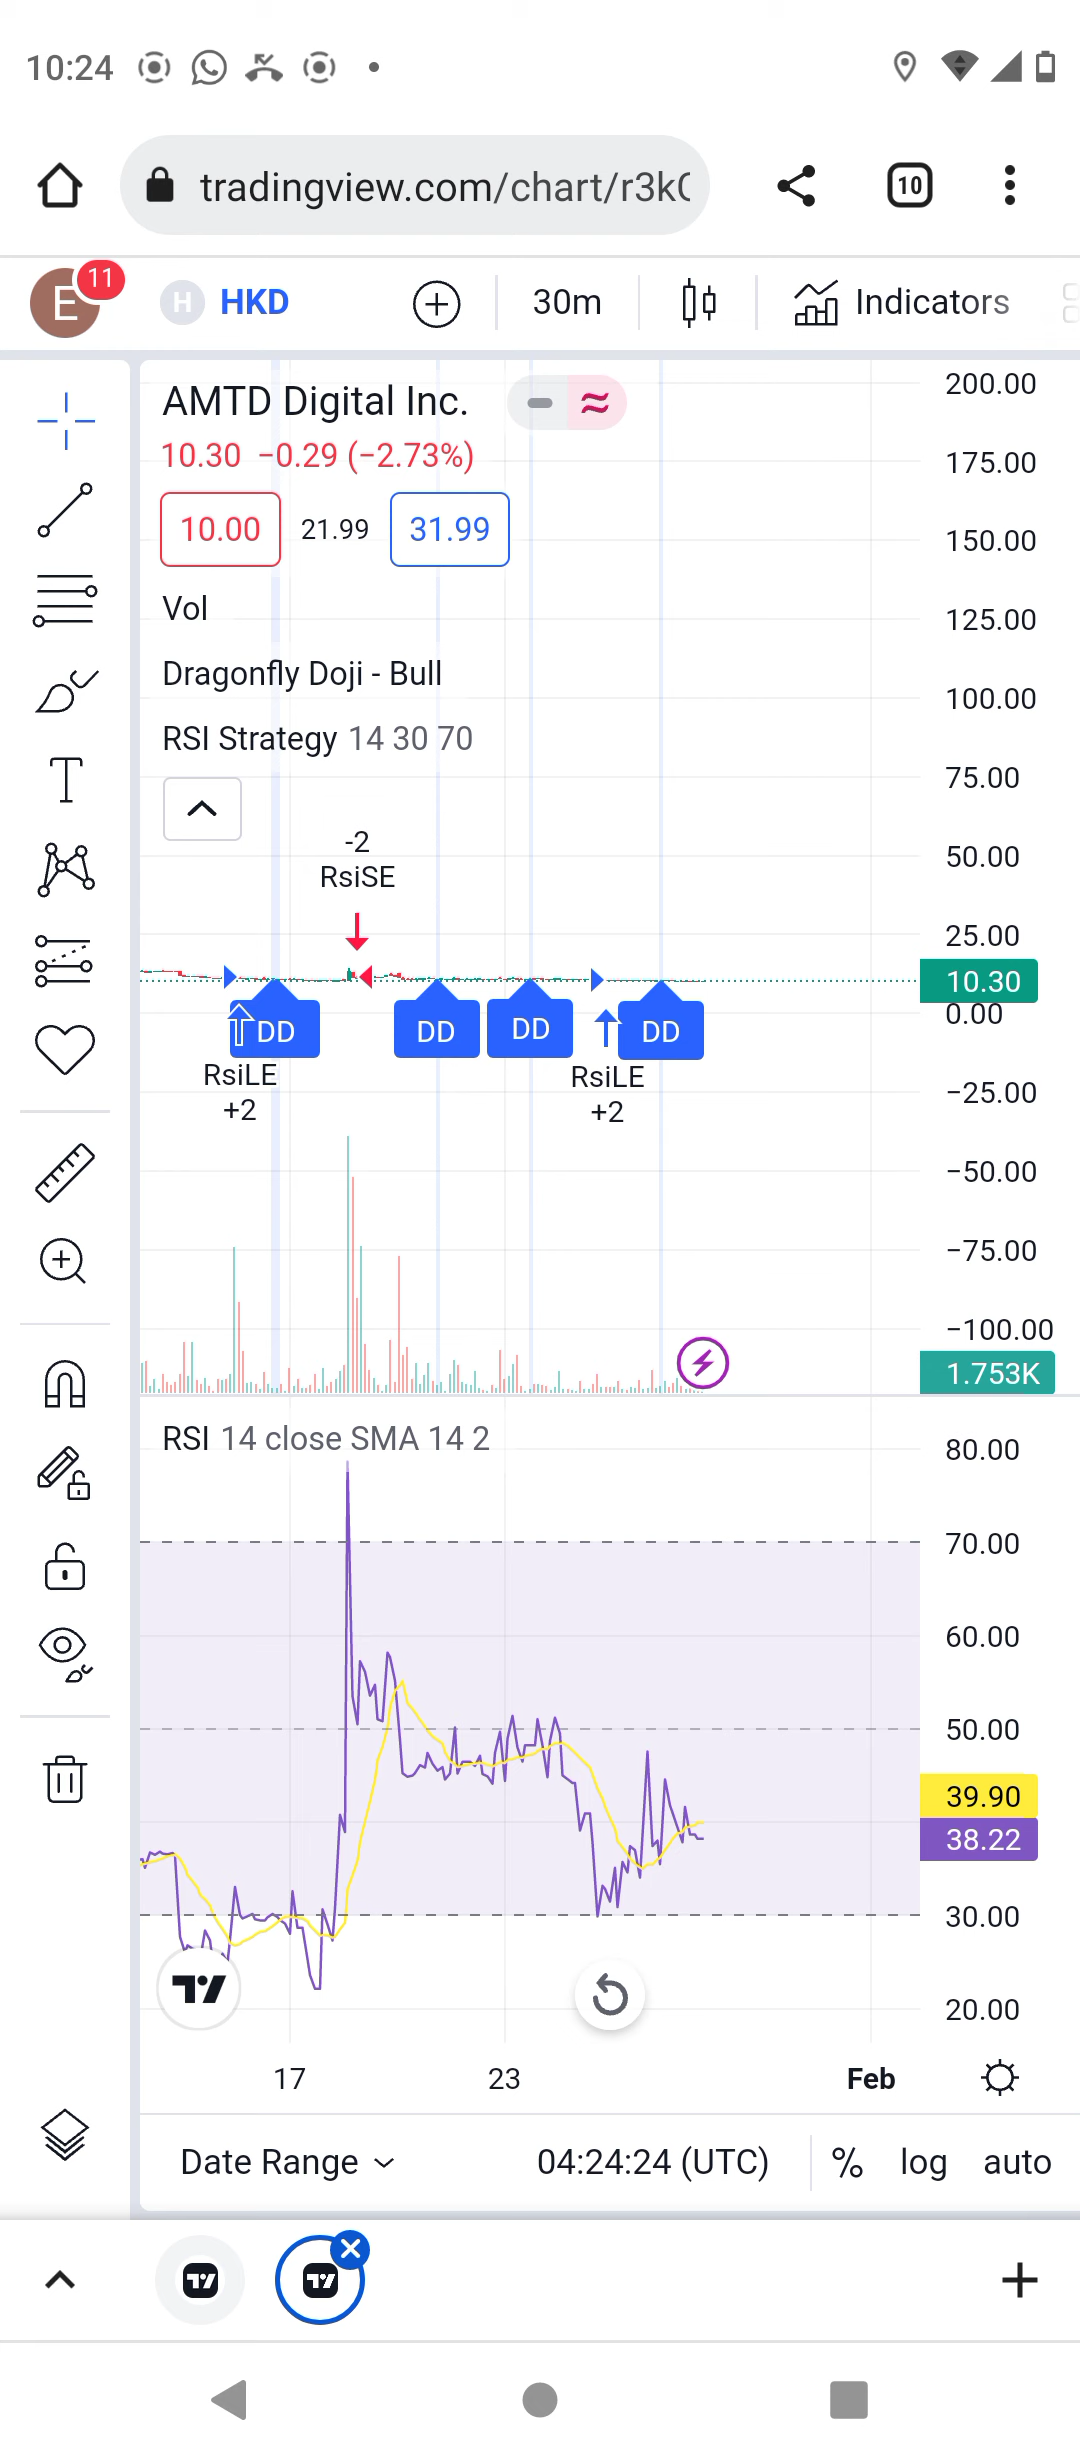 10:24
tradingview.com/chart/r3k
10
E
11
H
HKD
30m
Indicators
AMTD Digital Inc.
10.30 −0.29 (−2.73%)
10.00
21.99
31.99
Vol
Dragonfly Doji - Bull
RSI Strategy 14 30 70
-2
RsiSE
DD
DD
DD
DD
RsiLE
+2
RsiLE
+2
200.00
175.00
150.00
125.00
100.00
75.00
50.00
25.00
10.30
0.00
−25.00
−50.00
−75.00
−100.00
1.753K
RSI 14 close SMA 14 2
80.00
70.00
60.00
50.00
39.90
38.22
30.00
20.00
17
23
Feb
Date Range
04:24:24 (UTC)
%
log
auto